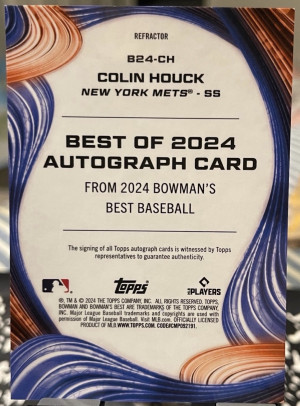 REFRACTOR
B24-CH
COLIN HOUCK
NEW YORK METS® - SS
BEST OF 2024
AUTOGRAPH CARD
FROM 2024 BOWMAN'S
BEST BASEBALL
The signing of all Topps autograph cards is witnessed by Topps
representatives to guarantee authenticity.
Topps
PLAYERS
®, TM & © 2024 THE TOPPS COMPANY, INC. ALL RIGHTS RESERVED. TOPPS,
BOWMAN AND BOWMAN'S BEST ARE TRADEMARKS OF THE TOPPS COMPANY,
INC. Major League Baseball trademarks and copyrights are used with
permission of Major League Baseball. Visit MLB.com. OFFICIALLY LICENSED
PRODUCT OF MLB.WWW.TOPPS.COM. CODE#CMP092191.